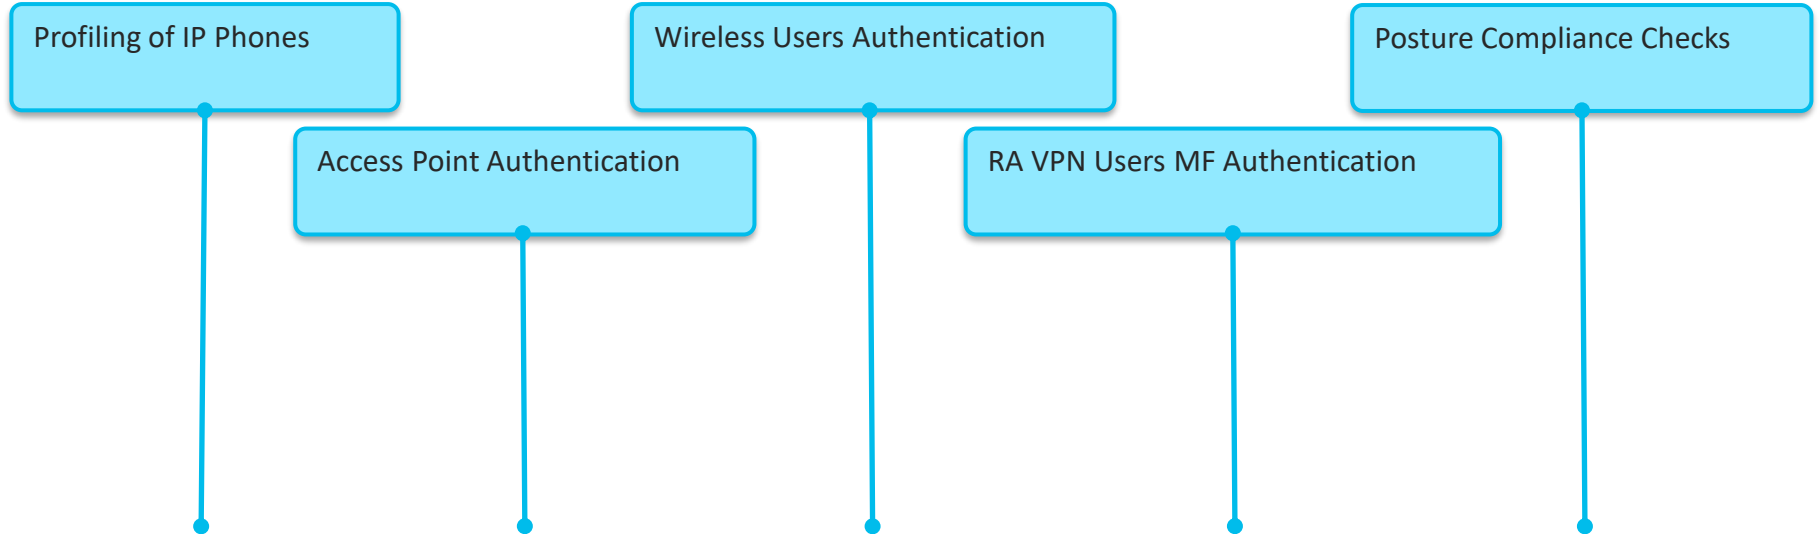 Profiling of IP Phones
Wireless Users Authentication
Posture Compliance Checks
Access Point Authentication
RA VPN Users MF Authentication